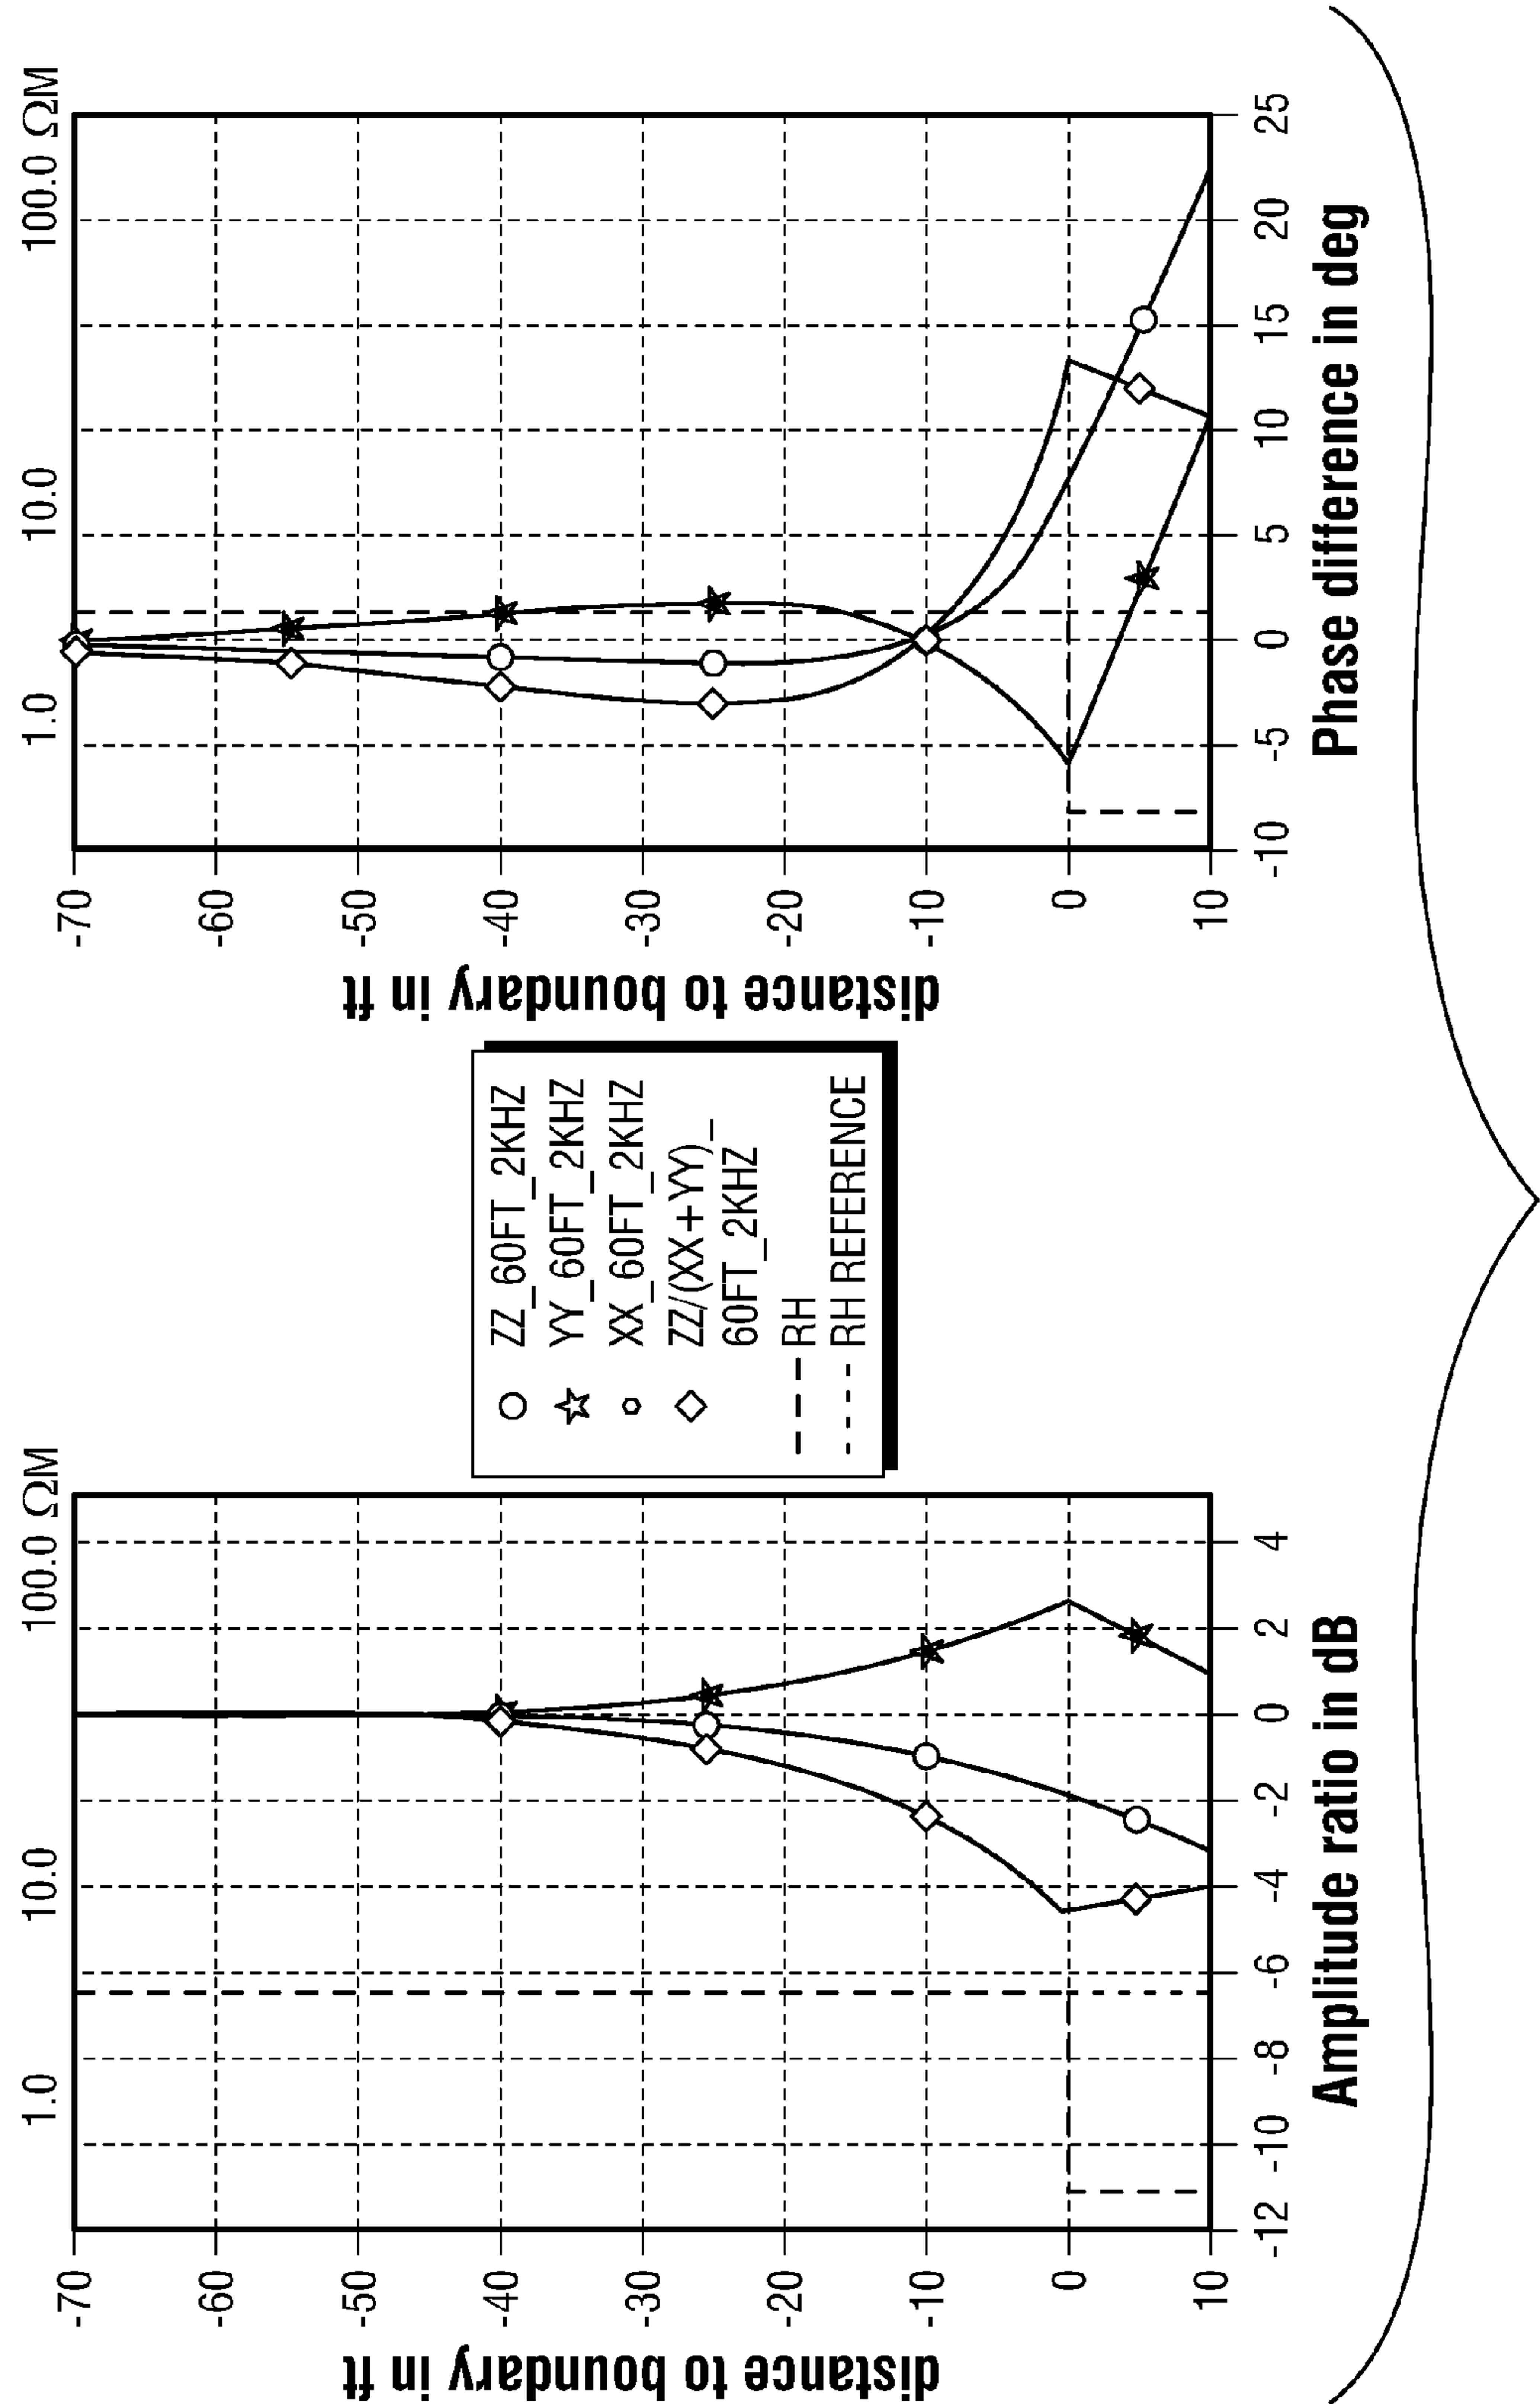 1.0 10.0 100.0 ΩM
-70
-60
-50
-40
-30
-20
-10
0
10
distance to boundary in ft
-12 -10 -8 -6 -4 -2 0 2 4
Amplitude ratio in dB
ZZ_60FT_2KHZ
YY_60FT_2KHZ
XX_60FT_2KHZ
ZZ/(XX+YY)_
60FT_2KHZ
RH
RH REFERENCE
1.0 10.0 100.0 ΩM
-70
-60
-50
-40
-30
-20
-10
0
10
distance to boundary in ft
-10 -5 0 5 10 15 20 25
Phase difference in deg